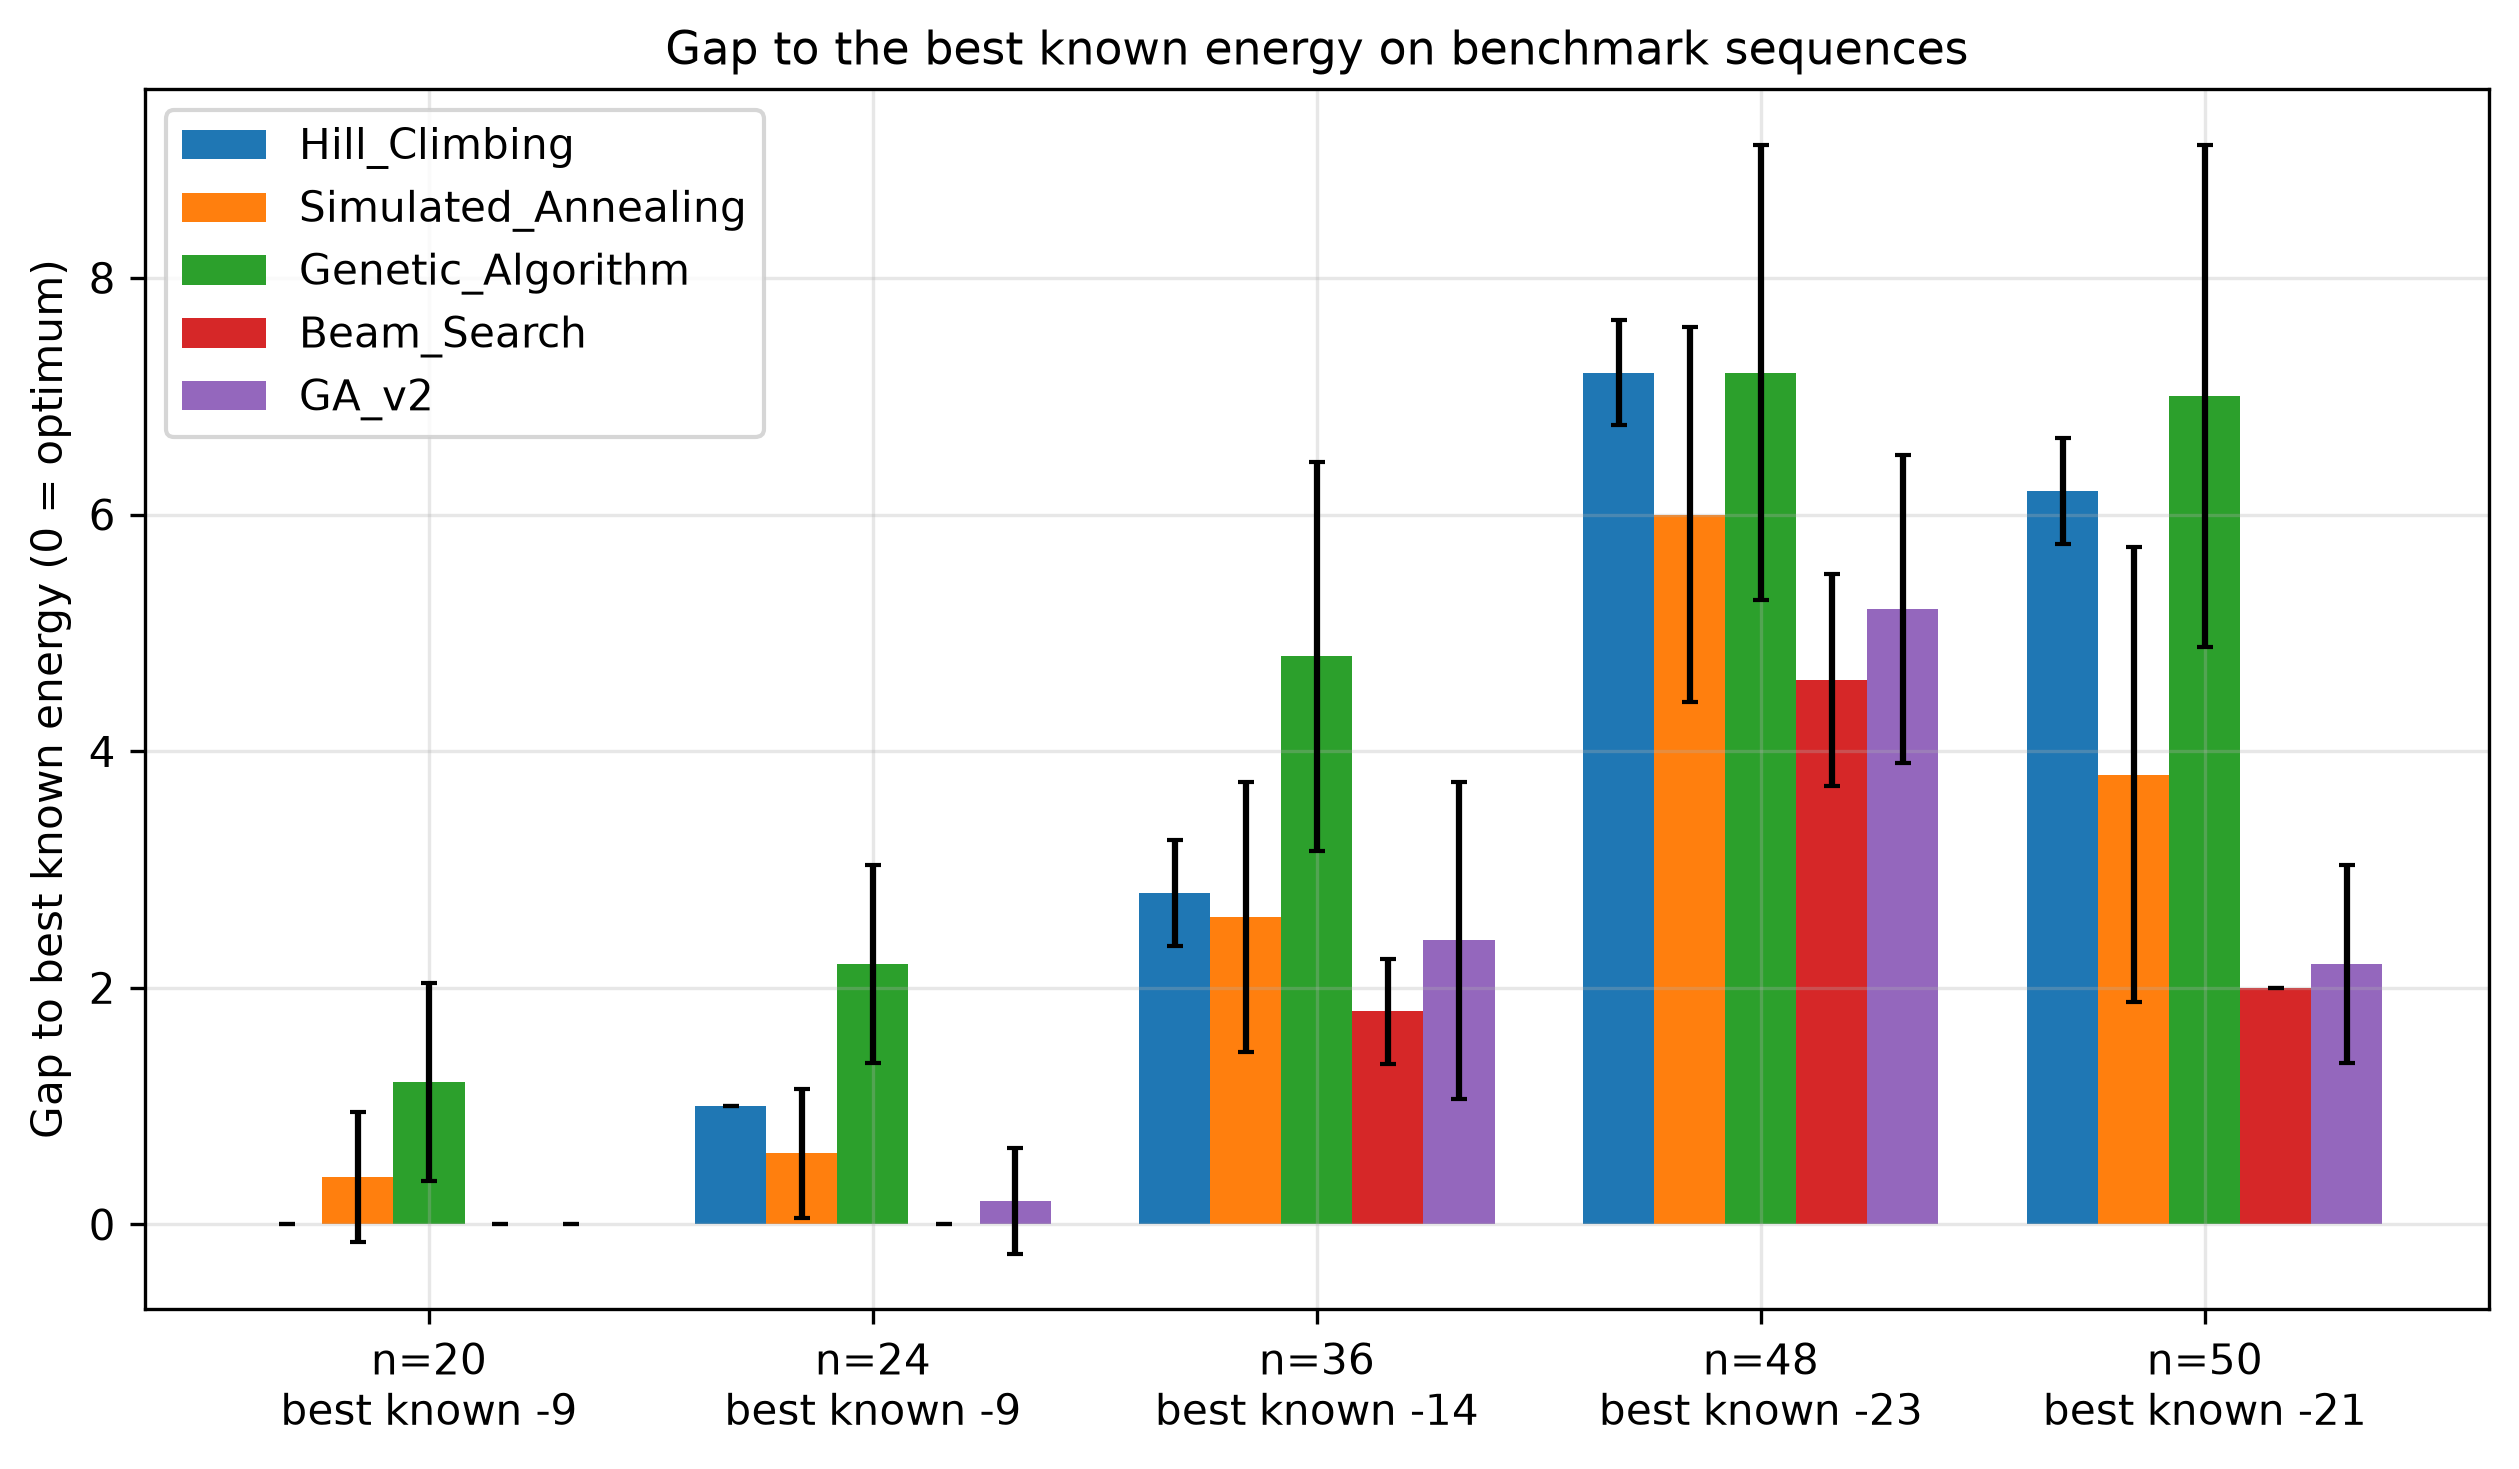 Gap to the best known energy on benchmark sequences
Gap to best known energy (0 = optimum)
Hill_Climbing
Simulated_Annealing
Genetic_Algorithm
Beam_Search
GA_v2
8
6
4
2
0
n=20
best known -9
n=24
best known -9
n=36
best known -14
n=48
best known -23
n=50
best known -21